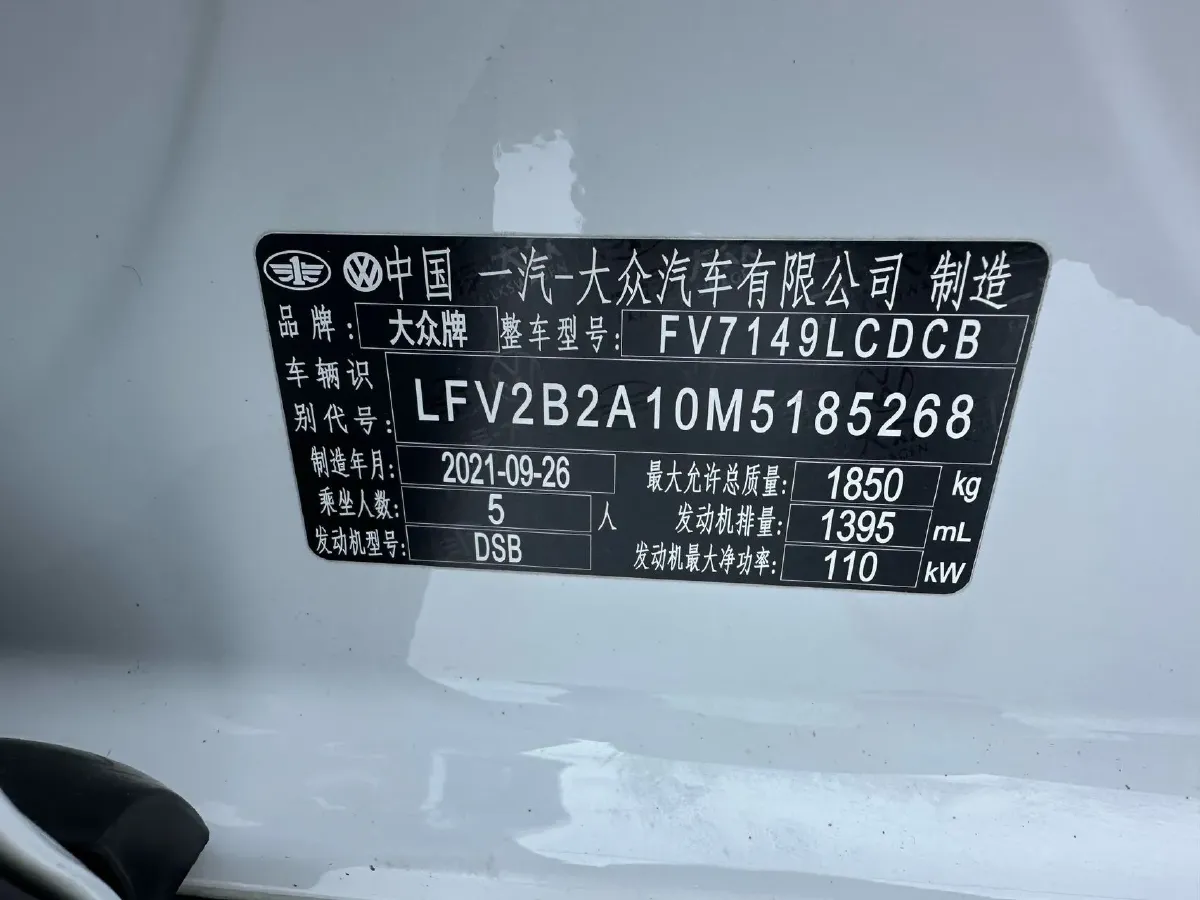 中国 一汽-大众汽车有限公司 制造
品牌: 大众牌 整车型号: FV7149LCDCB
车辆识别代号: LFV2B2A10M5185268
制造年月: 2021-09-26 最大允许总质量: 1850 kg
乘坐人数: 5 人 发动机排量: 1395 mL
发动机型号: DSB 发动机最大净功率: 110 kW